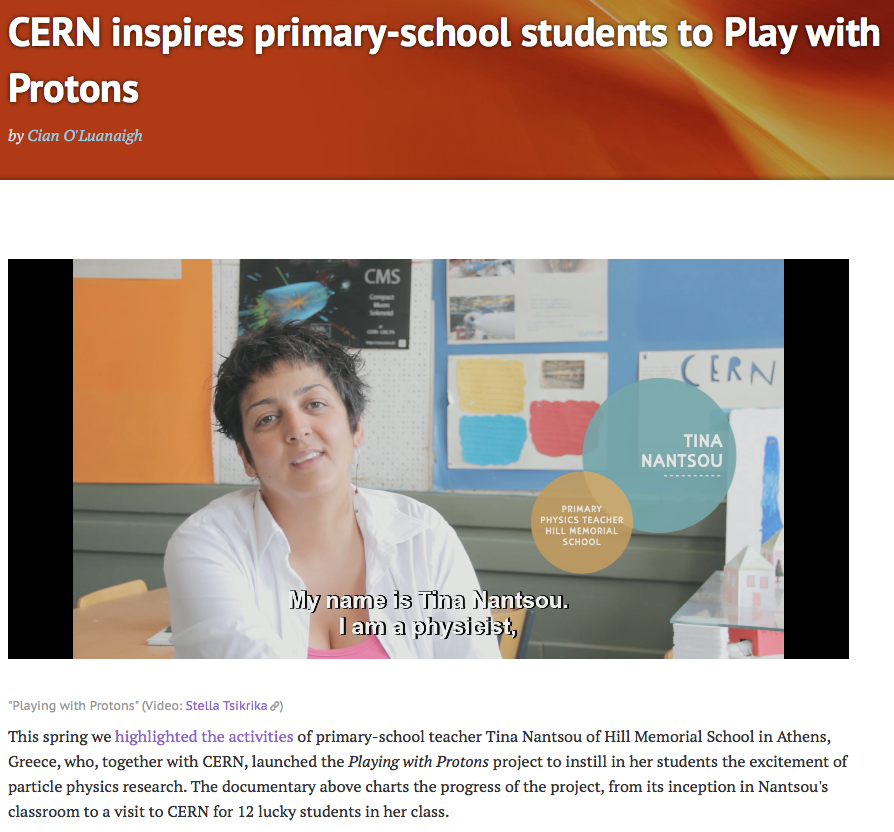 CERN inspires primary-school students to Play with
Protons
by Cian O'Luanaigh
CMS
Compact
Muon
Solenoid
CERN
TINA
NANTSOU
PRIMARY
PHYSICS TEACHER
HILL MEMORIAL
SCHOOL
My name is Tina Nantsou.
I am a physicist,
"Playing with Protons" (Video: Stella Tsikrika)
This spring we highlighted the activities of primary-school teacher Tina Nantsou of Hill Memorial School in Athens,
Greece, who, together with CERN, launched the Playing with Protons project to instill in her students the excitement of
particle physics research. The documentary above charts the progress of the project, from its inception in Nantsou's
classroom to a visit to CERN for 12 lucky students in her class.